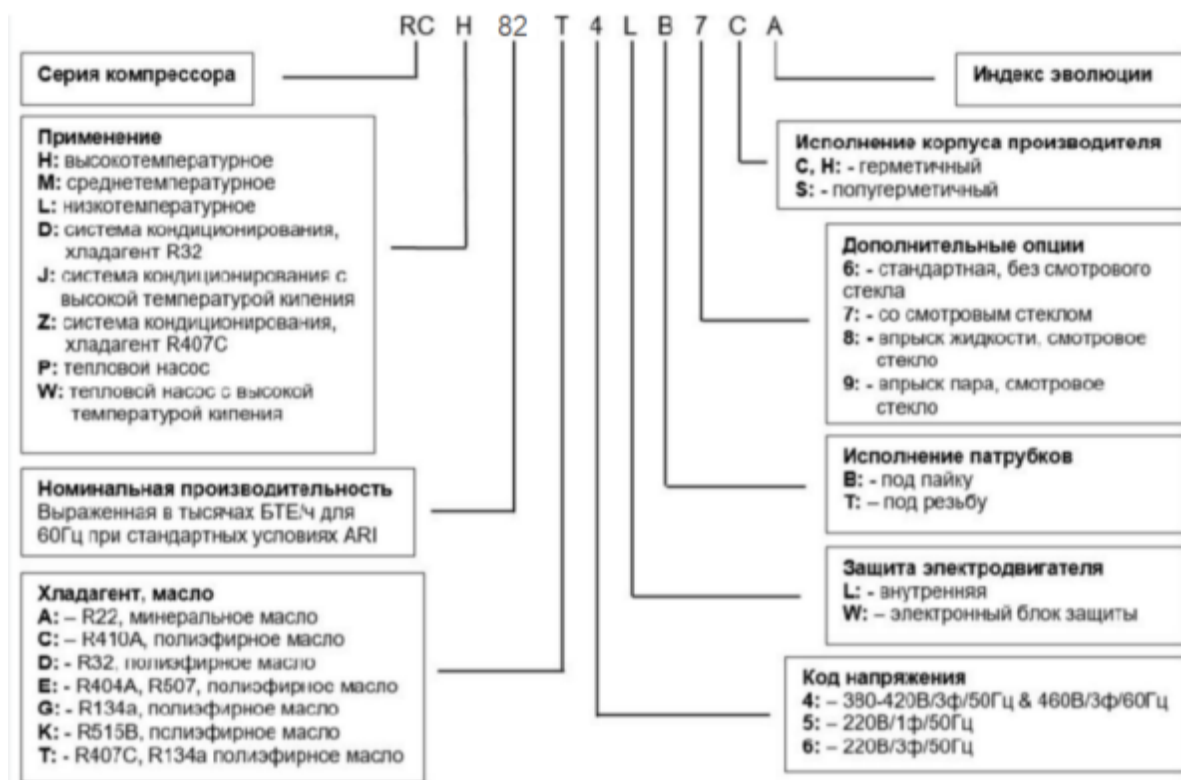 RC H 82 T 4 L B 7 C A
Серия компрессора
Применение
H: высокотемпературное
M: среднетемпературное
L: низкотемпературное
D: система кондиционирования,
хладагент R32
J: система кондиционирования с
высокой температурой кипения
Z: система кондиционирования,
хладагент R407C
P: тепловой насос
W: тепловой насос с высокой
температурой кипения
Номинальная производительность
Выраженная в тысячах БТЕ/ч для
60Гц при стандартных условиях ARI
Хладагент, масло
A: – R22, минеральное масло
C: – R410A, полиэфирное масло
D: - R32, полиэфирное масло
E: - R404A, R507, полиэфирное масло
G: - R134a, полиэфирное масло
K: - R515B, полиэфирное масло
T: - R407C, R134a полиэфирное масло
Индекс эволюции
Исполнение корпуса производителя
C, H: - герметичный
S: - полугерметичный
Дополнительные опции
6: - стандартная, без смотрового
стекла
7: - со смотровым стеклом
8: - впрыск жидкости, смотровое
стекло
9: - впрыск пара, смотровое
стекло
Исполнение патрубков
B: - под пайку
T: – под резьбу
Защита электродвигателя
L: - внутренняя
W: – электронный блок защиты
Код напряжения
4: – 380-420В/3ф/50Гц & 460В/3ф/60Гц
5: – 220В/1ф/50Гц
6: – 220В/3ф/50Гц